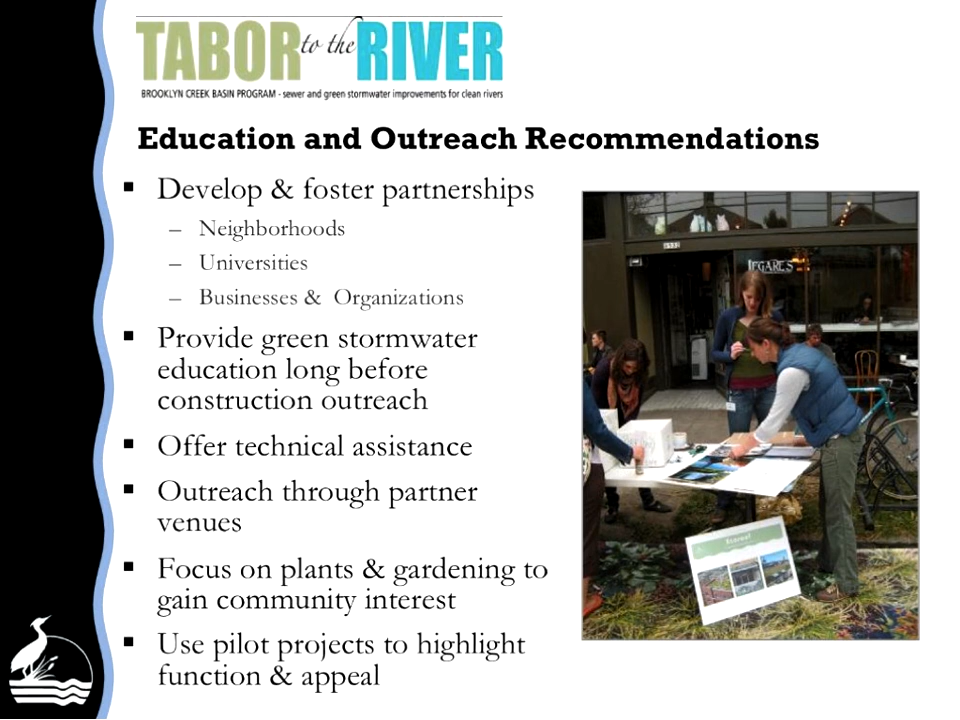 TABOR to the RIVER
BROOKLYN CREEK BASIN PROGRAM - sewer and green stormwater improvements for clean rivers
Education and Outreach Recommendations
▪ Develop & foster partnerships
– Neighborhoods
– Universities
– Businesses & Organizations
▪ Provide green stormwater
education long before
construction outreach
▪ Offer technical assistance
▪ Outreach through partner
venues
▪ Focus on plants & gardening to
gain community interest
▪ Use pilot projects to highlight
function & appeal